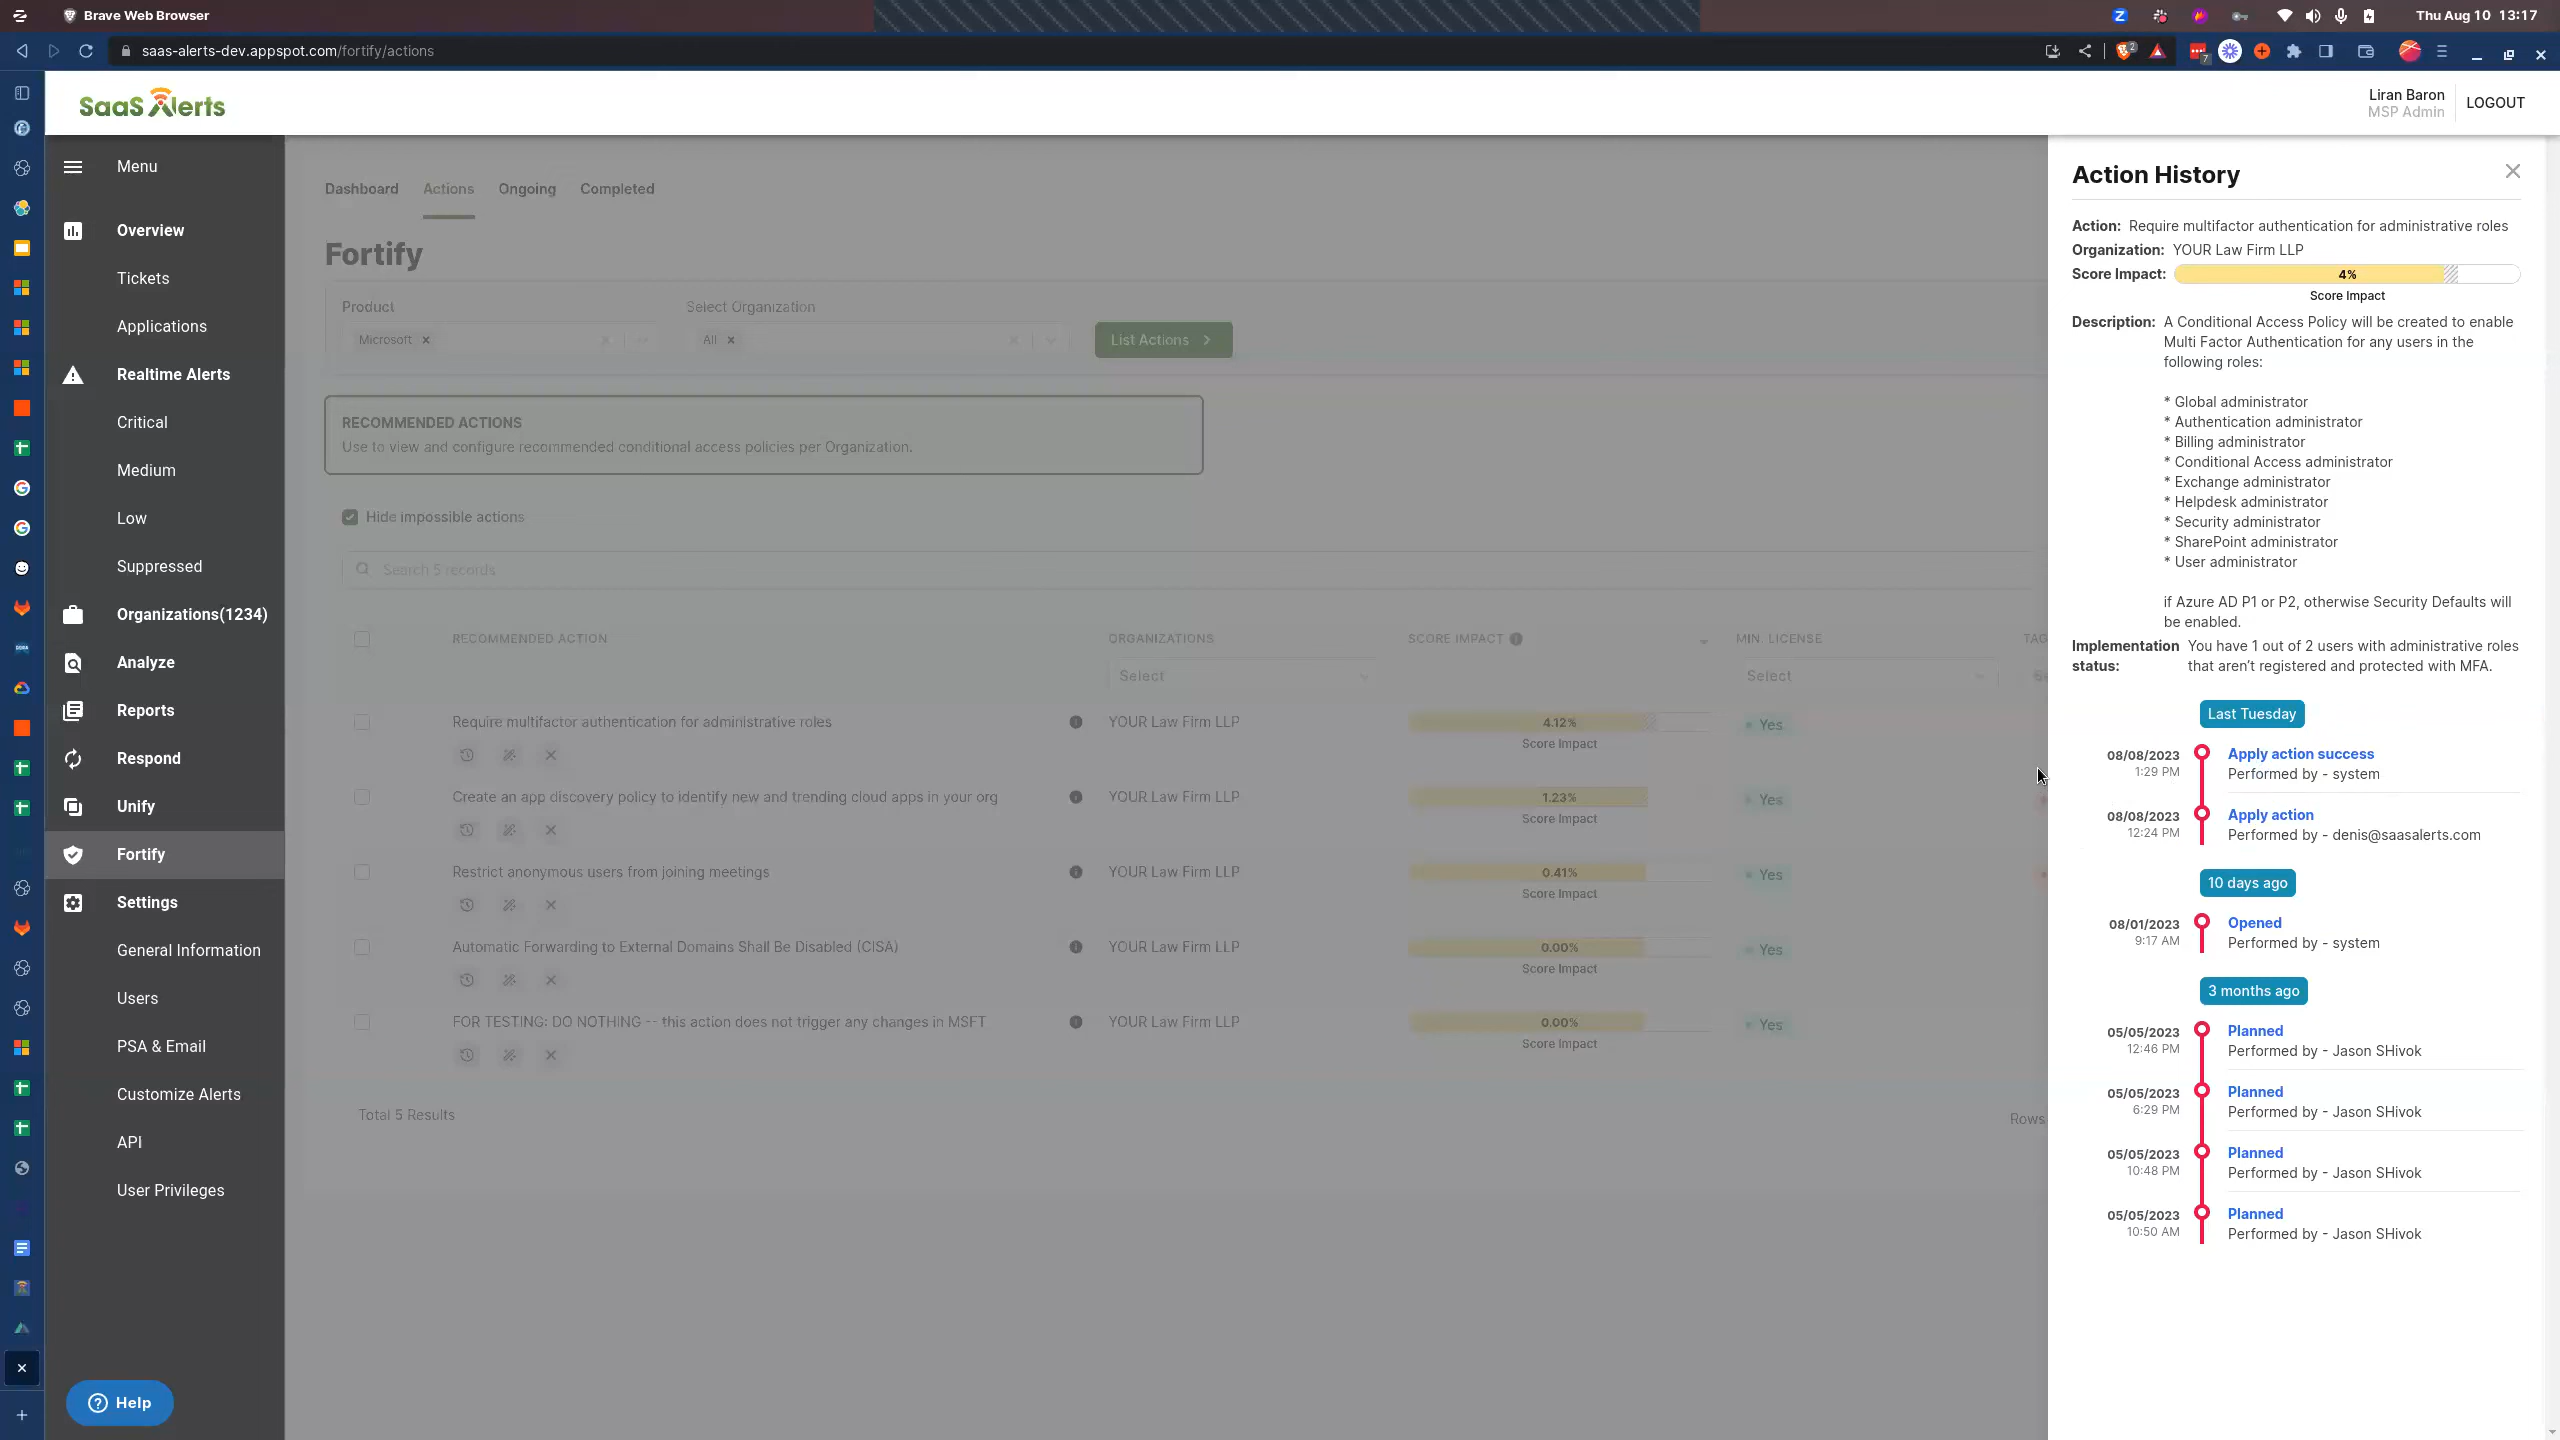 Brave Web Browser
Thu Aug 10 13:17
saas-alerts-dev.appspot.com/fortify/actions
2
7
SaaS Alerts
Liran Baron
MSP Admin
LOGOUT
Menu
Overview
Tickets
Applications
Realtime Alerts
Critical
Medium
Low
Suppressed
Organizations(1234)
Analyze
Reports
Respond
Unify
Fortify
Settings
General Information
Users
PSA & Email
Customize Alerts
API
User Privileges
Help
Dashboard Actions Ongoing Completed
Fortify
Product Select Organization
Microsoft All List Actions
RECOMMENDED ACTIONS
Use to view and configure recommended conditional access policies per Organization.
Hide impossible actions
Search 5 records
RECOMMENDED ACTION ORGANIZATIONS SCORE IMPACT MIN. LICENSE TAG
Select Select
Require multifactor authentication for administrative roles YOUR Law Firm LLP 4.12% Yes
Score Impact
Create an app discovery policy to identify new and trending cloud apps in your org YOUR Law Firm LLP 1.23% Yes
Score Impact
Restrict anonymous users from joining meetings YOUR Law Firm LLP 0.41% Yes
Score Impact
Automatic Forwarding to External Domains Shall Be Disabled (CISA) YOUR Law Firm LLP 0.00% Yes
Score Impact
FOR TESTING: DO NOTHING -- this action does not trigger any changes in MSFT YOUR Law Firm LLP 0.00% Yes
Score Impact
Total 5 Results Rows
Action History
Action: Require multifactor authentication for administrative roles
Organization: YOUR Law Firm LLP
Score Impact: 4%
Score Impact
Description: A Conditional Access Policy will be created to enable
Multi Factor Authentication for any users in the
following roles:
* Global administrator
* Authentication administrator
* Billing administrator
* Conditional Access administrator
* Exchange administrator
* Helpdesk administrator
* Security administrator
* SharePoint administrator
* User administrator
if Azure AD P1 or P2, otherwise Security Defaults will
be enabled.
Implementation You have 1 out of 2 users with administrative roles
status: that aren't registered and protected with MFA.
Last Tuesday
08/08/2023 Apply action success
1:29 PM Performed by - system
08/08/2023 Apply action
12:24 PM Performed by - denis@saasalerts.com
10 days ago
08/01/2023 Opened
9:17 AM Performed by - system
3 months ago
05/05/2023 Planned
12:46 PM Performed by - Jason SHivok
05/05/2023 Planned
6:29 PM Performed by - Jason SHivok
05/05/2023 Planned
10:48 PM Performed by - Jason SHivok
05/05/2023 Planned
10:50 AM Performed by - Jason SHivok